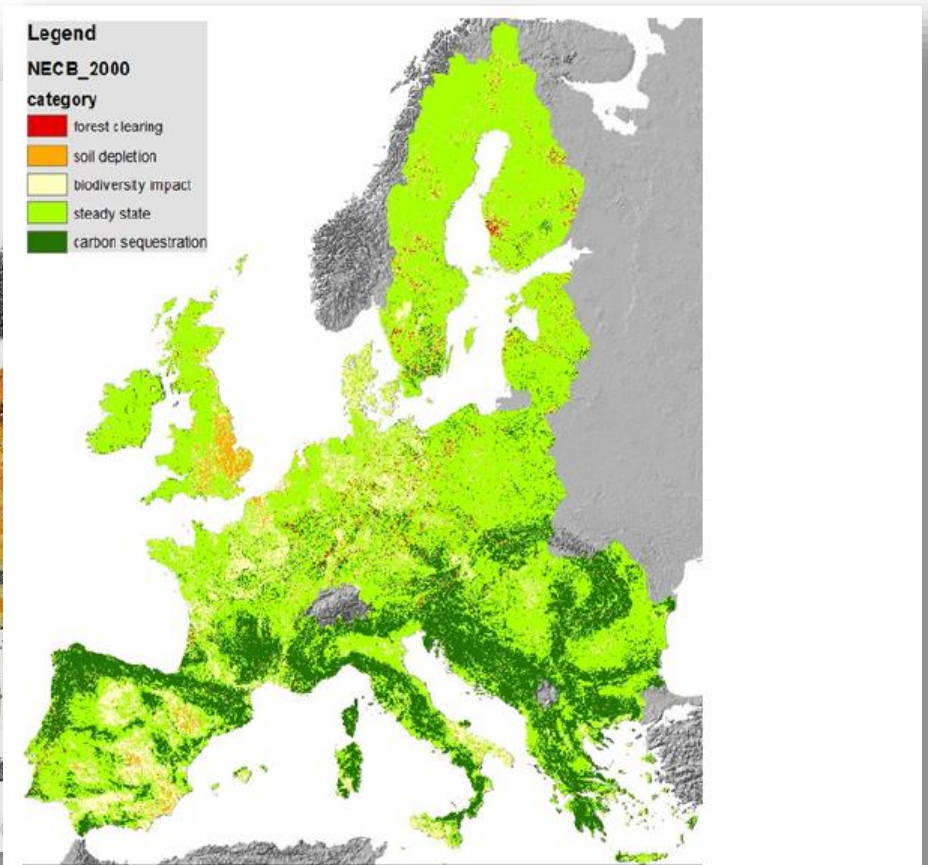 Legend
NECB_2000
category
forest clearing
soil depletion
biodiversity impact
steady state
carbon sequestration